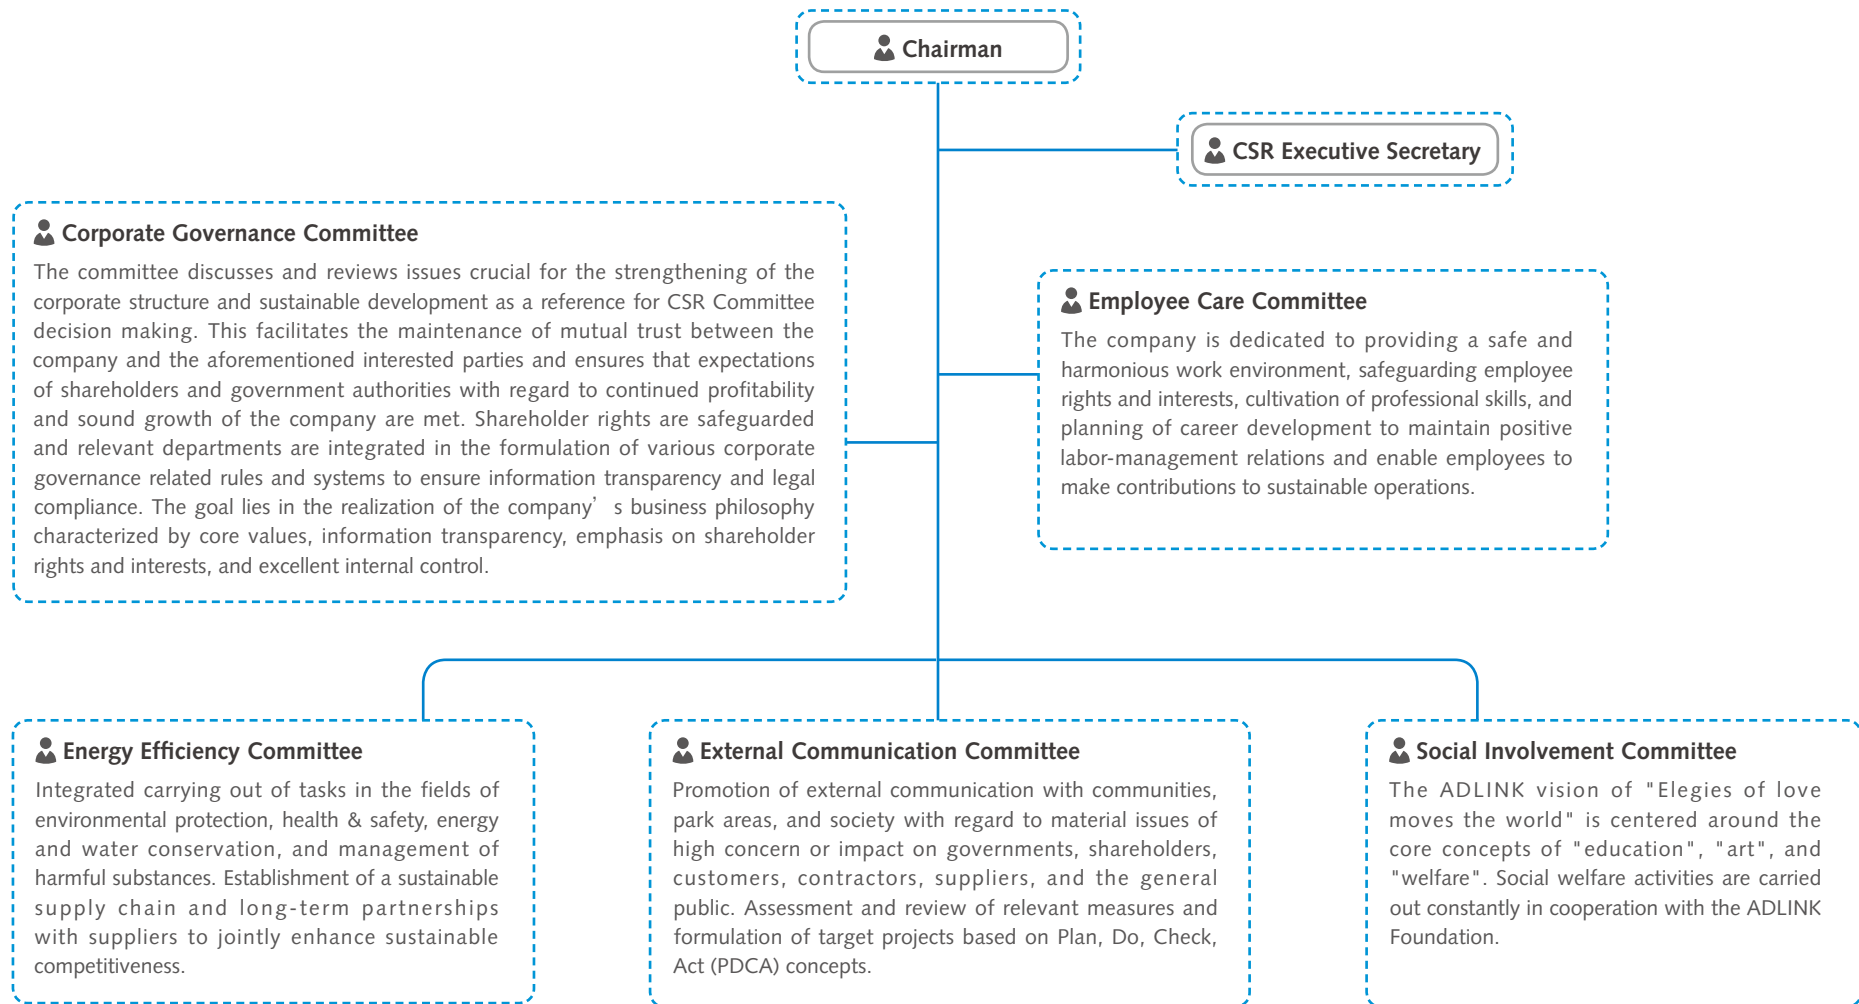 Chairman
CSR Executive Secretary
Corporate Governance Committee
The committee discusses and reviews issues crucial for the strengthening of the
corporate structure and sustainable development as a reference for CSR Committee
decision making. This facilitates the maintenance of mutual trust between the
company and the aforementioned interested parties and ensures that expectations
of shareholders and government authorities with regard to continued profitability
and sound growth of the company are met. Shareholder rights are safeguarded
and relevant departments are integrated in the formulation of various corporate
governance related rules and systems to ensure information transparency and legal
compliance. The goal lies in the realization of the company’ s business philosophy
characterized by core values, information transparency, emphasis on shareholder
rights and interests, and excellent internal control.
Employee Care Committee
The company is dedicated to providing a safe and
harmonious work environment, safeguarding employee
rights and interests, cultivation of professional skills, and
planning of career development to maintain positive
labor-management relations and enable employees to
make contributions to sustainable operations.
Energy Efficiency Committee
Integrated carrying out of tasks in the fields of
environmental protection, health & safety, energy
and water conservation, and management of
harmful substances. Establishment of a sustainable
supply chain and long-term partnerships
with suppliers to jointly enhance sustainable
competitiveness.
External Communication Committee
Promotion of external communication with communities,
park areas, and society with regard to material issues of
high concern or impact on governments, shareholders,
customers, contractors, suppliers, and the general
public. Assessment and review of relevant measures and
formulation of target projects based on Plan, Do, Check,
Act (PDCA) concepts.
Social Involvement Committee
The ADLINK vision of "Elegies of love
moves the world" is centered around the
core concepts of "education", "art", and
"welfare". Social welfare activities are carried
out constantly in cooperation with the ADLINK
Foundation.